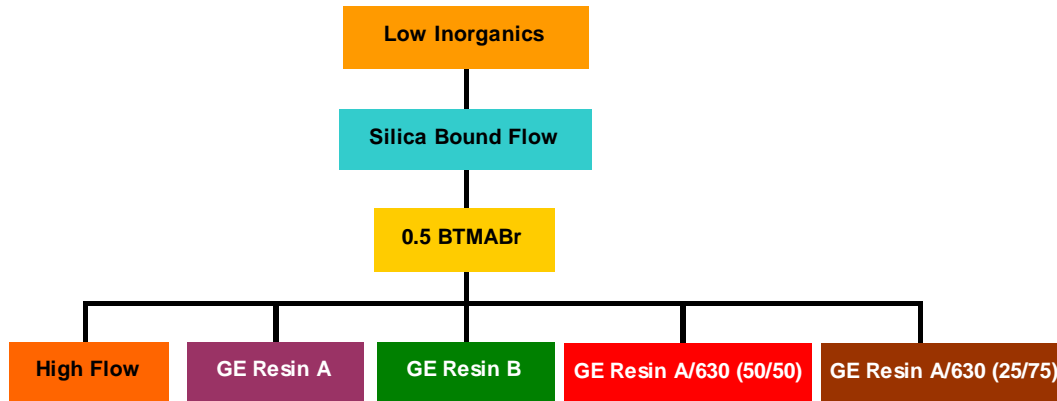 Low Inorganics
Silica Bound Flow
0.5 BTMABr
High Flow
GE Resin A
GE Resin B
GE Resin A/630 (50/50)
GE Resin A/630 (25/75)